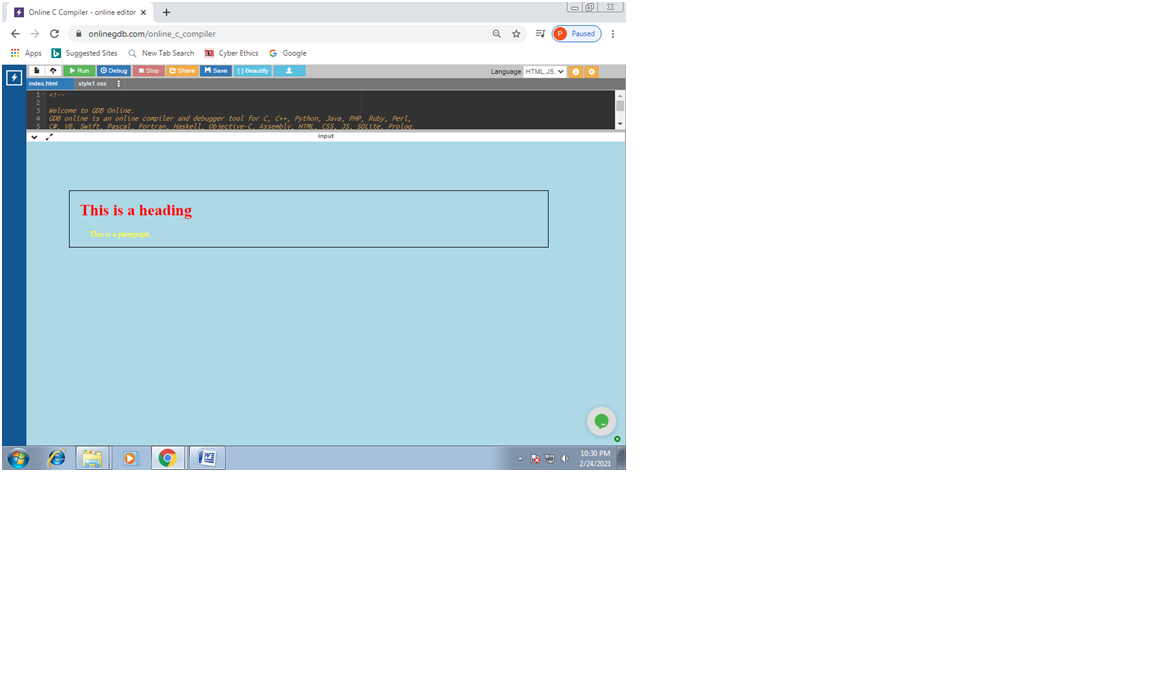 Online C Compiler - online editor
onlinegdb.com/online_c_compiler
P Paused
Apps Suggested Sites New Tab Search Cyber Ethics Google
Run Debug Stop Share Save { } Beautify
Language HTML, JS,
index.html style1.css
1 <!--
2
3 Welcome to GDB Online.
4 GDB online is an online compiler and debugger tool for C, C++, Python, Java, PHP, Ruby, Perl,
5 C#, VB, Swift, Pascal, Fortran, Haskell, Objective-C, Assembly, HTML, CSS, JS, SQLite, Prolog.
input
This is a heading
This is a paragraph.
10:30 PM
2/24/2021